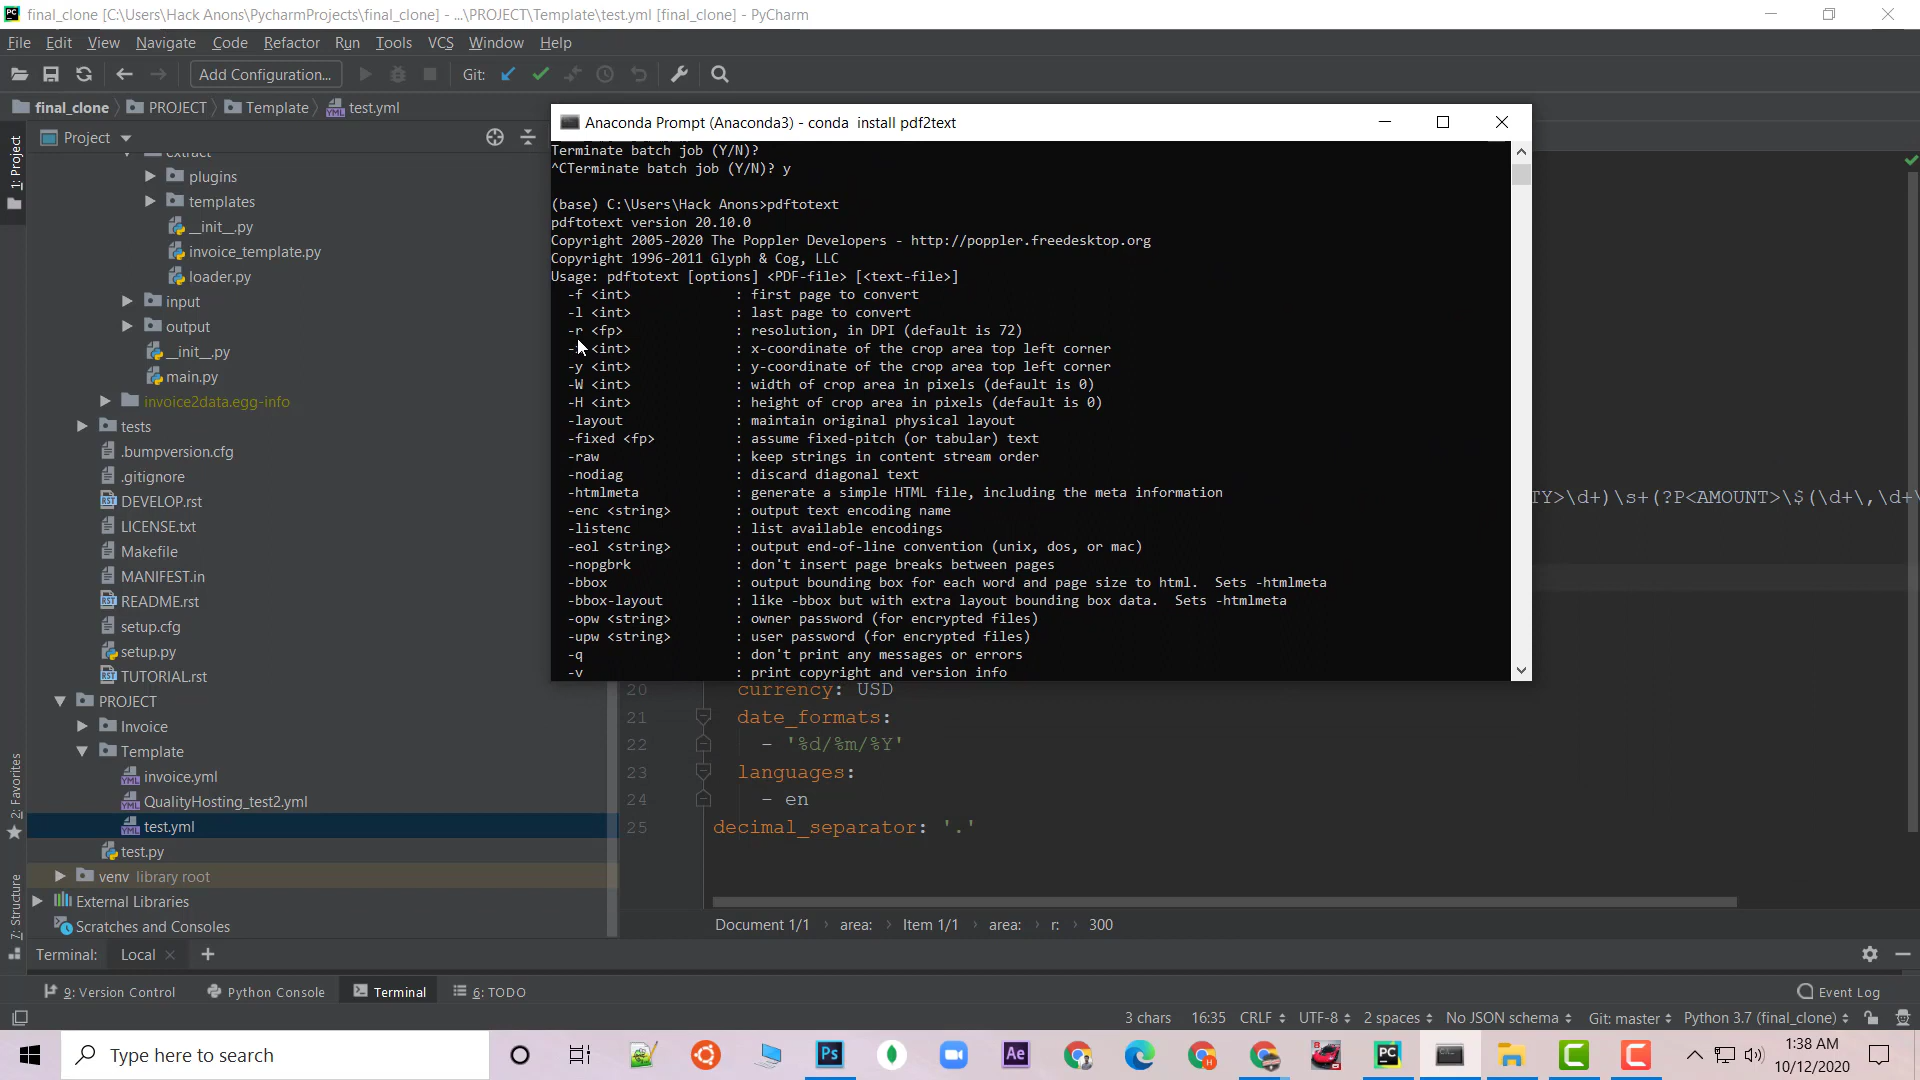 final_clone [C:\Users\Hack Anons\PycharmProjects\final_clone] - ...\PROJECT\Template\test.yml [final_clone] - PyCharm
File Edit View Navigate Code Refactor Run Tools VCS Window Help
Add Configuration... Git:
final_clone PROJECT Template test.yml
Project
1: Project
extract
plugins
templates
__init__.py
invoice_template.py
loader.py
input
output
__init__.py
main.py
invoice2data.egg-info
tests
.bumpversion.cfg
.gitignore
DEVELOP.rst
LICENSE.txt
Makefile
MANIFEST.in
README.rst
setup.cfg
setup.py
TUTORIAL.rst
PROJECT
Invoice
Template
invoice.yml
QualityHosting_test2.yml
test.yml
test.py
venv library root
External Libraries
Scratches and Consoles
2: Favorites
7: Structure
Anaconda Prompt (Anaconda3) - conda  install pdf2text
Terminate batch job (Y/N)?
^CTerminate batch job (Y/N)? y
(base) C:\Users\Hack Anons>pdftotext
pdftotext version 20.10.0
Copyright 2005-2020 The Poppler Developers - http://poppler.freedesktop.org
Copyright 1996-2011 Glyph & Cog, LLC
Usage: pdftotext [options] <PDF-file> [<text-file>]
-f <int> : first page to convert
-l <int> : last page to convert
-r <fp> : resolution, in DPI (default is 72)
<int> : x-coordinate of the crop area top left corner
-y <int> : y-coordinate of the crop area top left corner
-W <int> : width of crop area in pixels (default is 0)
-H <int> : height of crop area in pixels (default is 0)
-layout : maintain original physical layout
-fixed <fp> : assume fixed-pitch (or tabular) text
-raw : keep strings in content stream order
-nodiag : discard diagonal text
-htmlmeta : generate a simple HTML file, including the meta information
-enc <string> : output text encoding name
-listenc : list available encodings
-eol <string> : output end-of-line convention (unix, dos, or mac)
-nopgbrk : don't insert page breaks between pages
-bbox : output bounding box for each word and page size to html.  Sets -htmlmeta
-bbox-layout : like -bbox but with extra layout bounding box data.  Sets -htmlmeta
-opw <string> : owner password (for encrypted files)
-upw <string> : user password (for encrypted files)
-q : don't print any messages or errors
-v : print copyright and version info
TY>\d+)\s+(?P<AMOUNT>\$(\d+\,\d+
20 currency: USD
21 date_formats:
22 - '%d/%m/%Y'
23 languages:
24 - en
25 decimal_separator: '.'
Document 1/1 area: Item 1/1 area: r: 300
Terminal: Local
9: Version Control Python Console Terminal 6: TODO Event Log
3 chars 16:35 CRLF UTF-8 2 spaces No JSON schema Git: master Python 3.7 (final_clone)
Type here to search
1:38 AM
10/12/2020